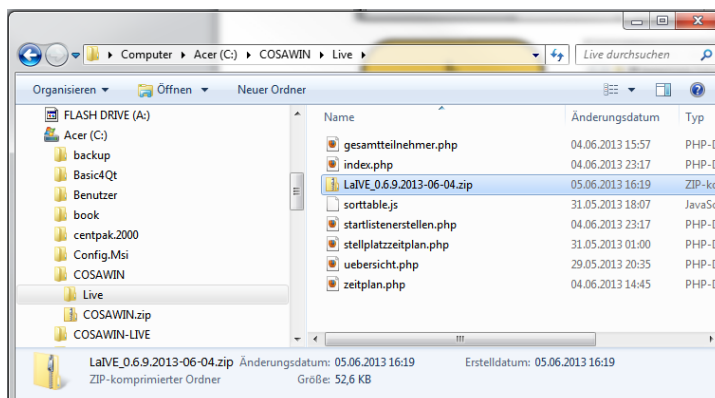 Computer ▸ Acer (C:) ▸ COSAWIN ▸ Live ▸
Live durchsuchen
Organisieren ▾ Öffnen ▾ Neuer Ordner
FLASH DRIVE (A:)
Acer (C:)
backup
Basic4Qt
Benutzer
book
centpak.2000
Config.Msi
COSAWIN
Live
COSAWIN.zip
COSAWIN-LIVE
Name Änderungsdatum Typ
gesamtteilnehmer.php 04.06.2013 15:57 PHP-D
index.php 04.06.2013 23:17 PHP-D
LaIVE_0.6.9.2013-06-04.zip 05.06.2013 16:19 ZIP-ko
sorttable.js 31.05.2013 18:07 JavaSc
startlistenerstellen.php 04.06.2013 23:17 PHP-D
stellplatzzeitplan.php 31.05.2013 01:00 PHP-D
uebersicht.php 29.05.2013 20:35 PHP-D
zeitplan.php 04.06.2013 14:45 PHP-D
LaIVE_0.6.9.2013-06-04.zip Änderungsdatum: 05.06.2013 16:19 Erstelldatum: 05.06.2013 16:19
ZIP-komprimierter Ordner Größe: 52,6 KB